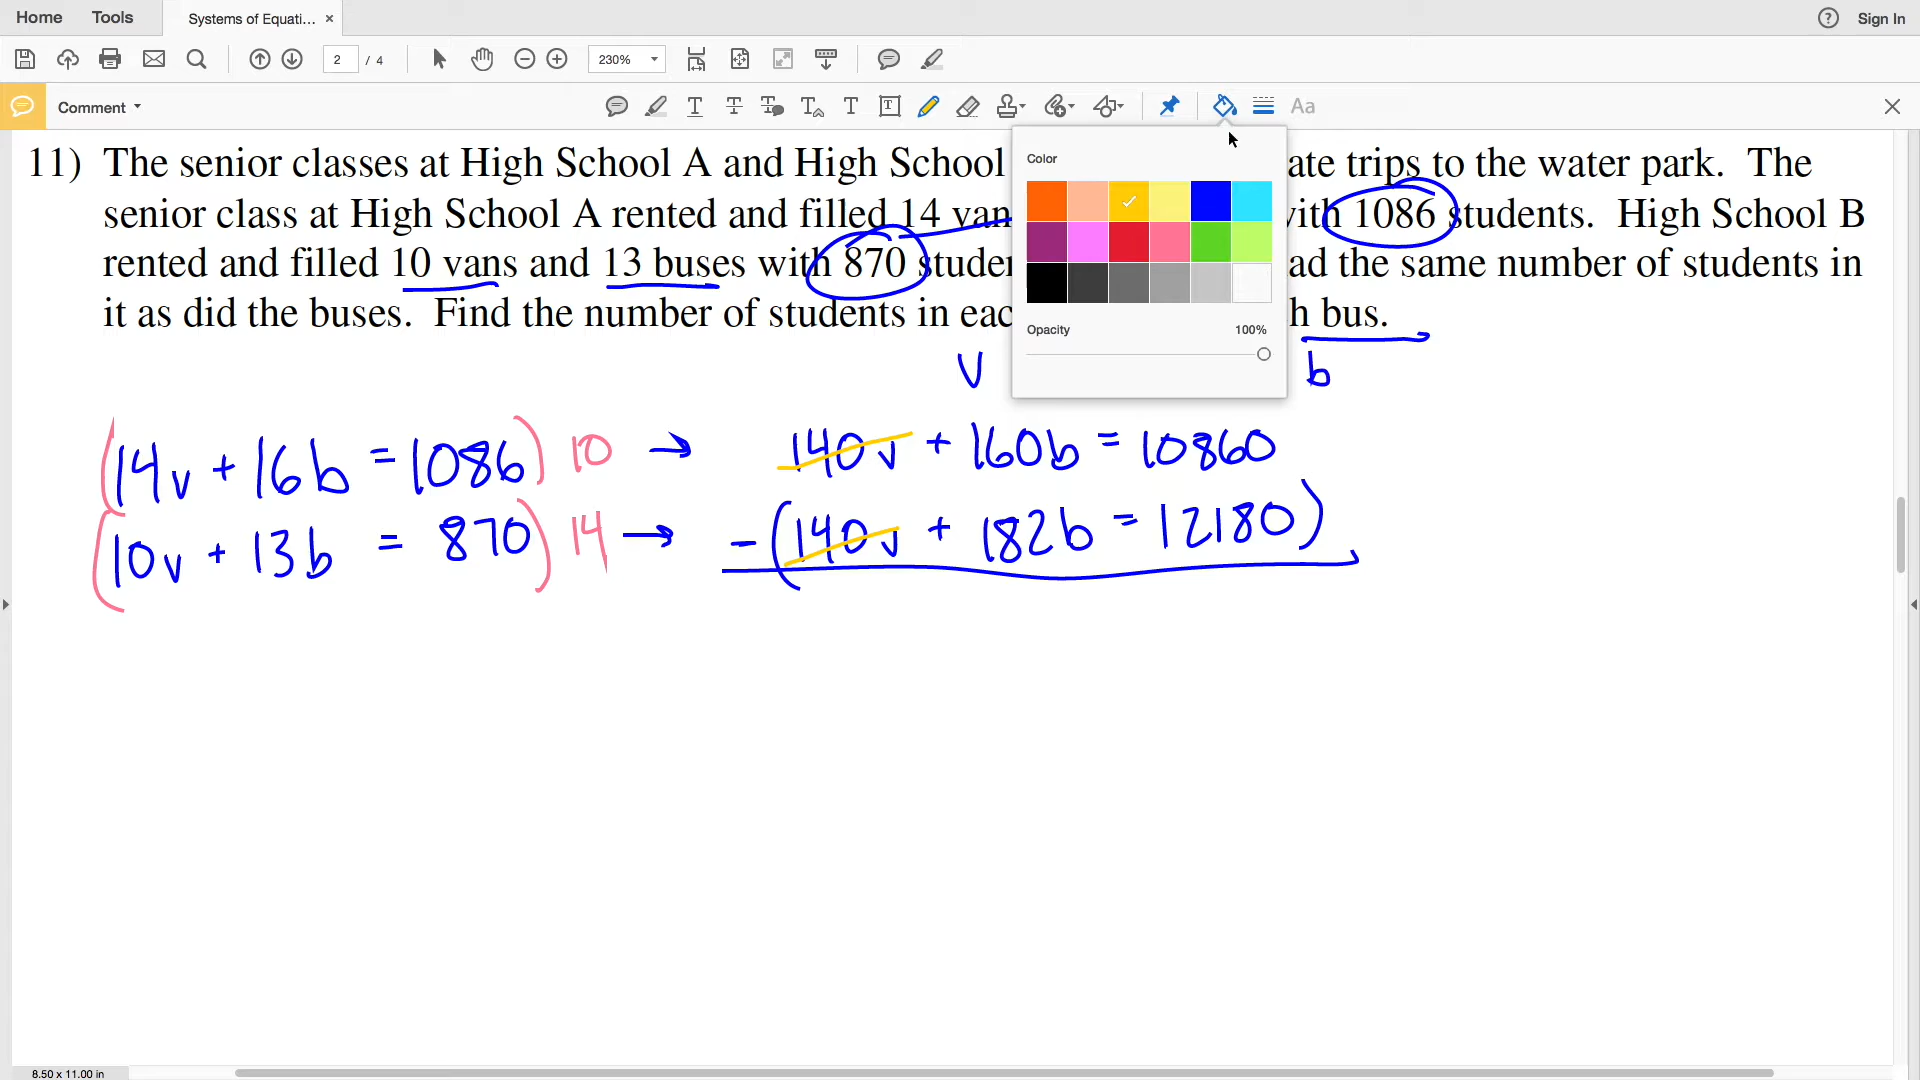 Home Tools Systems of Equati... × ? Sign In
2 / 4 230%
Comment T T T T T T Aa
11) The senior classes at High School A and High School ate trips to the water park. The
senior class at High School A rented and filled 14 van with 1086 students. High School B
rented and filled 10 vans and 13 buses with 870 studen ad the same number of students in
it as did the buses. Find the number of students in eac h bus.
Color
Opacity 100%
v b
(14v + 16b = 1086) 10 → 140v + 160b = 10860
(10v + 13b = 870) 14 → - (140v + 182b = 12180)
8.50 x 11.00 in